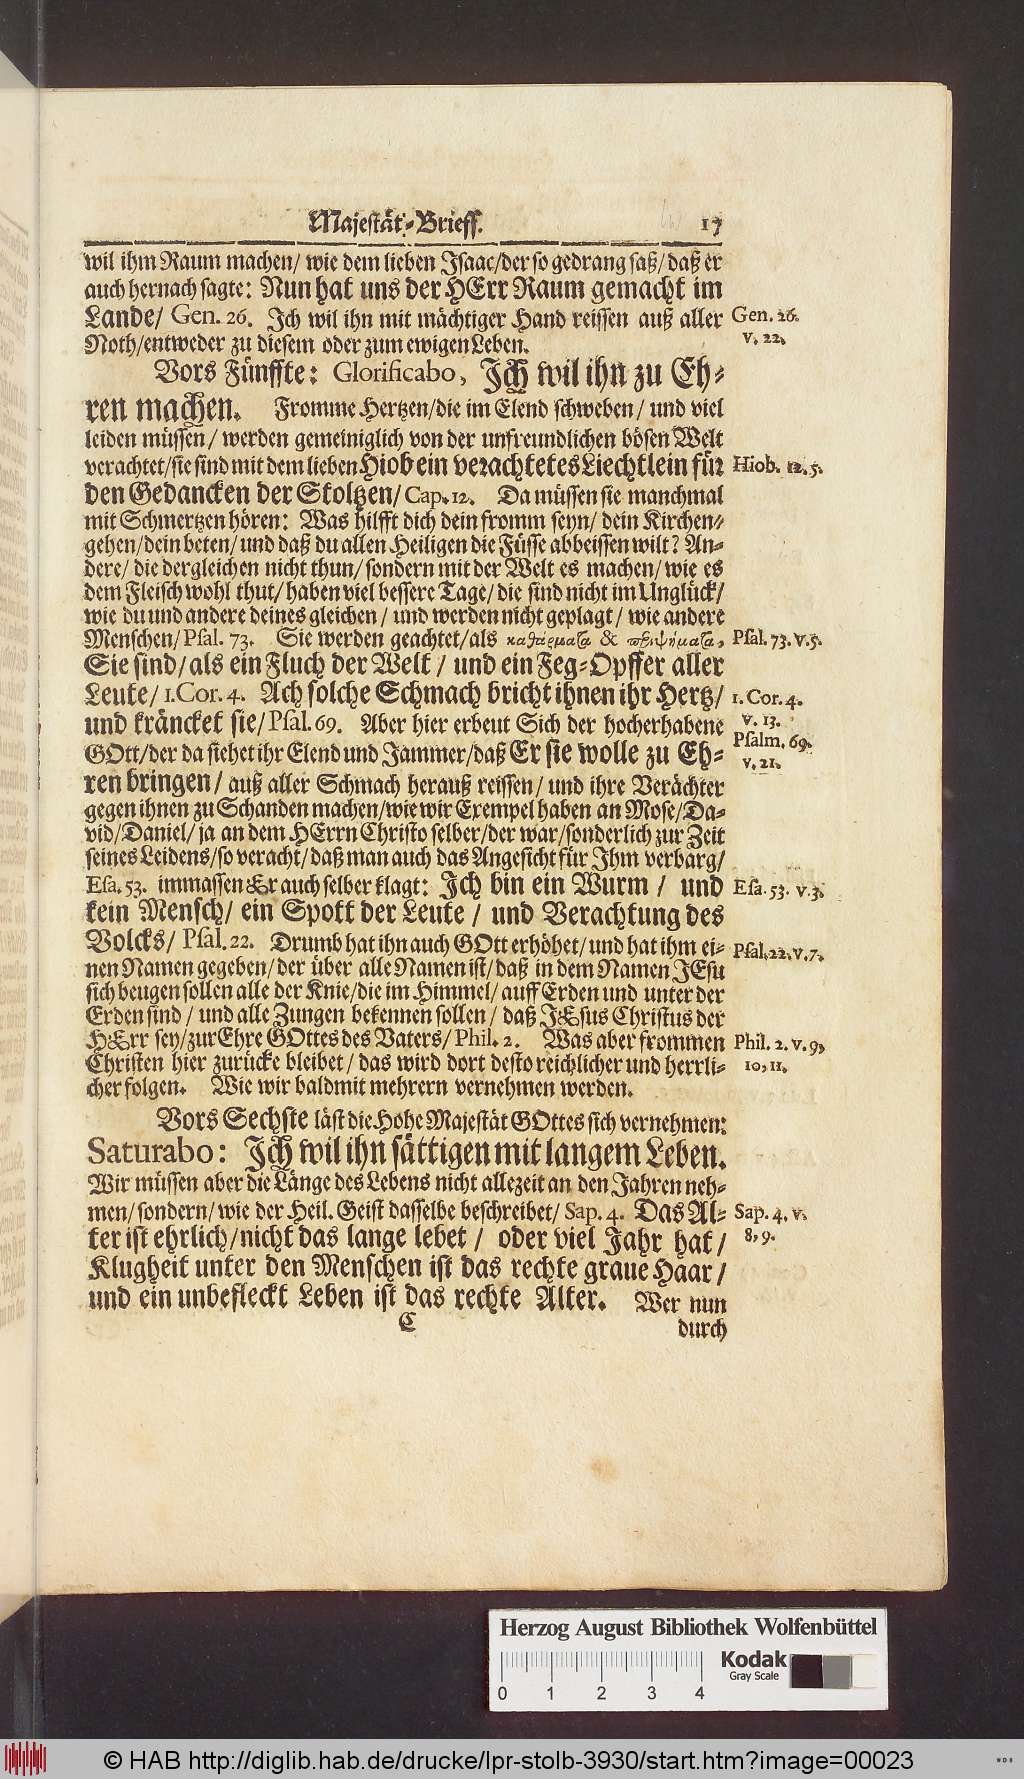 Majestät-Brieff. 17
wil ihm Raum machen/ wie dem lieben Isaac/der so gedrang saß/daß er
auch hernach sagte: Nun hat uns der HErr Raum gemacht im
Lande/ Gen. 26. Ich wil ihn mit mächtiger Hand reissen auß aller Gen. 26.
Noth/entweder zu diesem oder zum ewigen Leben. v. 22.
Vors Fünffte: Glorificabo, Ich wil ihn zu Eh-
ren machen. Fromme Hertzen/die im Elend schweben/ und viel
leiden müssen/ werden gemeiniglich von der unfreundlichen bösen Welt
verachtet/sie sind mit dem lieben Hiob ein verachtetes Liechtlein für Hiob. 12. 5.
den Gedancken der Stoltzen/ Cap. 12. Da müssen sie manchmal
mit Schmertzen hören: Was hilfft dich dein fromm seyn/ dein Kirchen-
gehen/dein beten/ und daß du allen Heiligen die Füsse abbeissen wilt? An-
dere/ die dergleichen nicht thun/ sondern mit der Welt es machen/ wie es
dem Fleisch wohl thut/ haben viel bessere Tage/ die sind nicht im Unglück/
wie du und andere deines gleichen/ und werden nicht geplagt/ wie andere
Menschen/ Psal. 73. Sie werden geachtet/als καθάρματα & περιψήματα, Psal. 73. v. 5.
Sie sind/als ein Fluch der Welt/ und ein Feg-Opffer aller
Leute/ 1. Cor. 4. Ach solche Schmach bricht ihnen ihr Hertz/ 1. Cor. 4.
und kräncket sie/ Psal. 69. Aber hier erbeut Sich der hocherhabene v. 13.
GOtt/der da siehet ihr Elend und Jammer/daß Er sie wolle zu Eh- Psalm. 69.
v. 21.
ren bringen/ auß aller Schmach herauß reissen/ und ihre Verächter
gegen ihnen zu Schanden machen/wie wir Exempel haben an Mose/Da-
vid/Daniel/ ja an dem HErrn Christo selber/der war/sonderlich zur Zeit
seines Leidens/so veracht/daß man auch das Angesicht für Ihm verbarg/
Esa. 53. immassen Er auch selber klagt: Ich bin ein Wurm/ und Esa. 53. v. 3.
kein Mensch/ ein Spott der Leute/ und Verachtung des
Volcks/ Psal. 22. Drumb hat ihn auch GOtt erhöhet/und hat ihm ei- Psal. 22. v. 7.
nen Namen gegeben/der über alle Namen ist/daß in dem Namen JEsu
sich beugen sollen alle der Knie/die im Himmel/auff Erden und unter der
Erden sind/ und alle Zungen bekennen sollen/ daß JEsus Christus der
HErr sey/zur Ehre GOttes des Vaters/ Phil. 2. Was aber frommen Phil. 2. v. 9,
Christen hier zurücke bleibet/ das wird dort desto reichlicher und herrli- 10, 11.
cher folgen. Wie wir bald mit mehrern vernehmen werden.
Vors Sechste läst die Hohe Majestät GOttes sich vernehmen:
Saturabo: Ich wil ihn sättigen mit langem Leben.
Wir müssen aber die Länge des Lebens nicht allezeit an den Jahren neh-
men/sondern/wie der Heil. Geist dasselbe beschreibet/ Sap. 4. Das Al- Sap. 4. v.
ter ist ehrlich/nicht das lange lebet/ oder viel Jahr hat/ 8, 9.
Klugheit unter den Menschen ist das rechte graue Haar/
und ein unbefleckt Leben ist das rechte Alter. Wer nun
C durch
Herzog August Bibliothek Wolfenbüttel
Kodak
Gray Scale
0 1 2 3 4
© HAB http://diglib.hab.de/drucke/lpr-stolb-3930/start.htm?image=00023